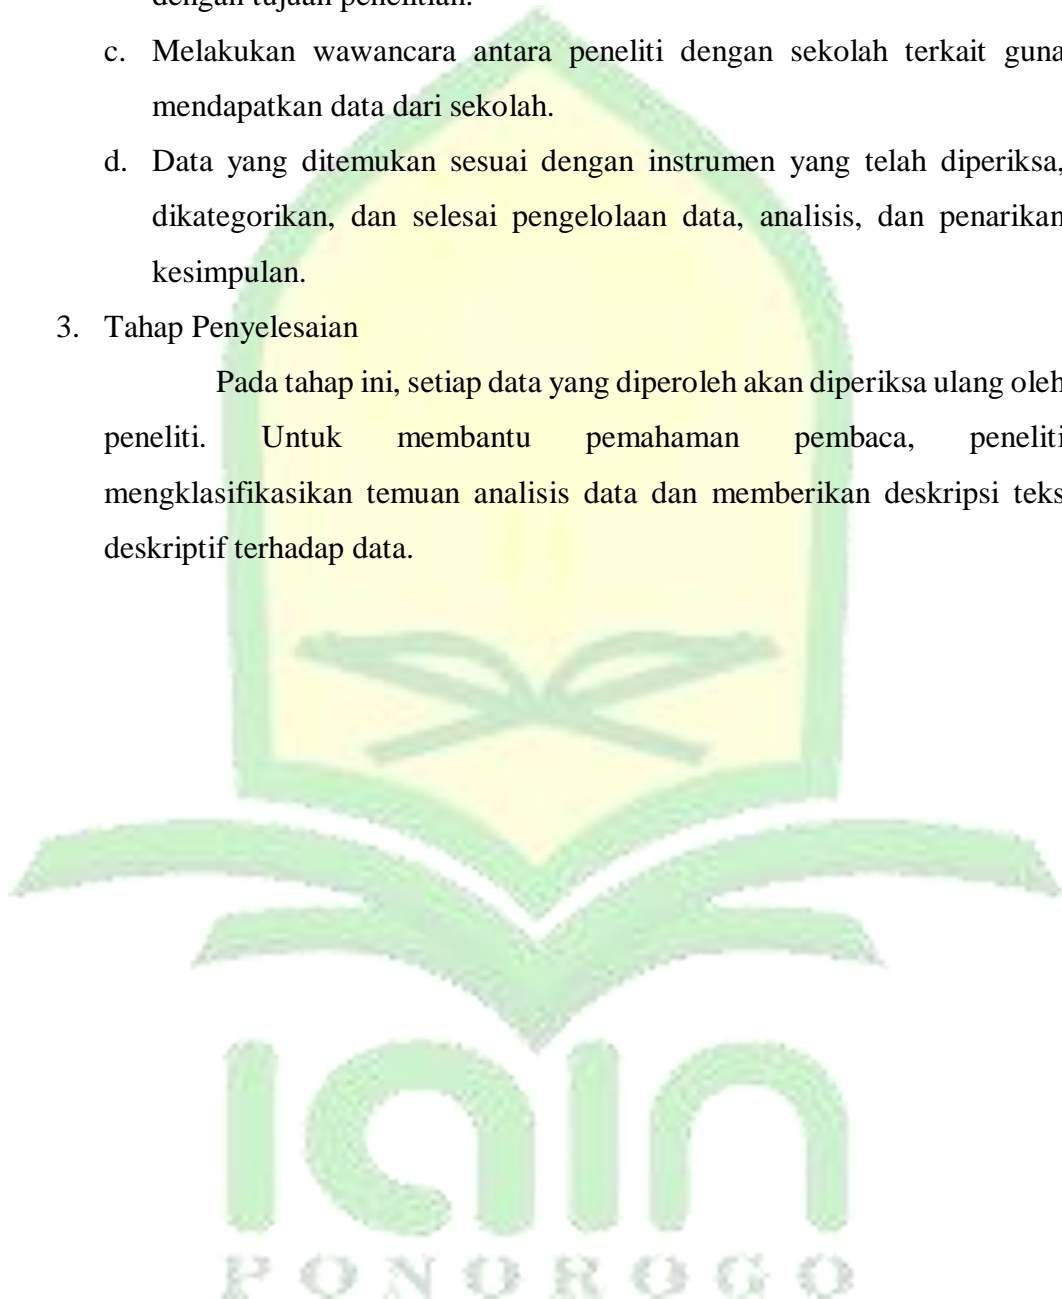 dengan tujuan penelitian.
c. Melakukan wawancara antara peneliti dengan sekolah terkait guna
mendapatkan data dari sekolah.
d. Data yang ditemukan sesuai dengan instrumen yang telah diperiksa,
dikategorikan, dan selesai pengelolaan data, analisis, dan penarikan
kesimpulan.
3. Tahap Penyelesaian
Pada tahap ini, setiap data yang diperoleh akan diperiksa ulang oleh
peneliti. Untuk membantu pemahaman pembaca, peneliti
mengklasifikasikan temuan analisis data dan memberikan deskripsi teks
deskriptif terhadap data.
iain
PONOROGO